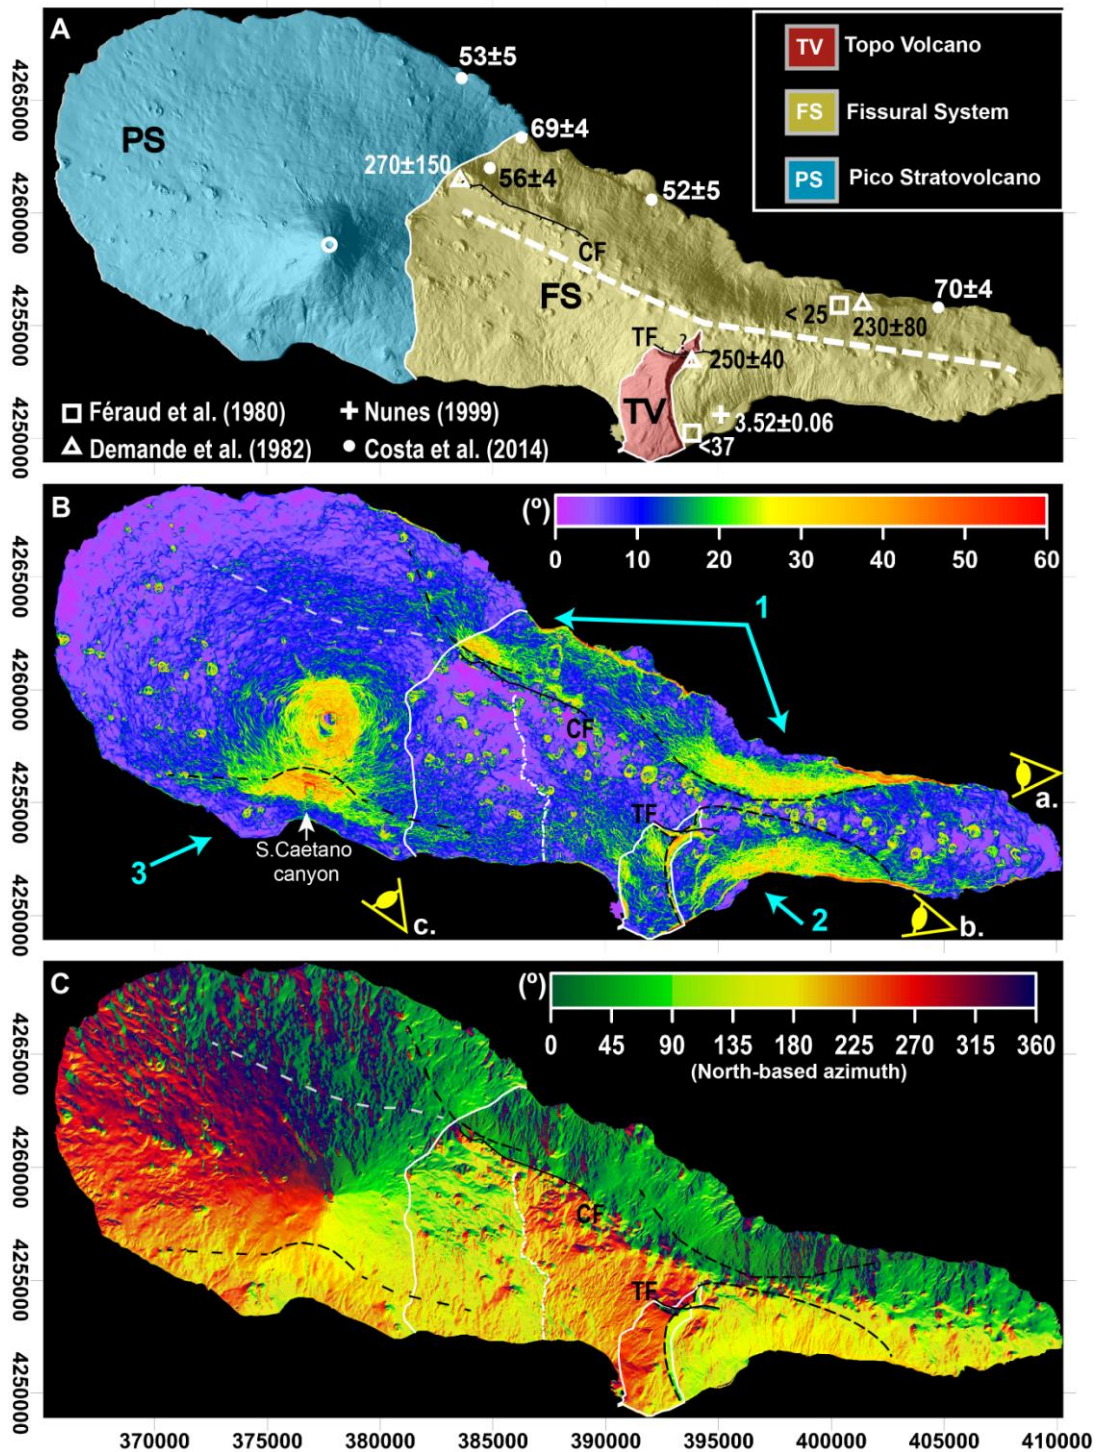 A
53±5
TV Topo Volcano
69±4
PS
270±150
FS Fissural System
56±4
52±5
PS Pico Stratovolcano
CF
FS
70±4
< 25
230±80
TF
?
250±40
TV
Féraud et al. (1980)
Nunes (1999)
3.52±0.06
Demande et al. (1982)
Costa et al. (2014)
<37
4265000
4260000
4255000
4250000
B
(º)
0 10 20 30 40 50 60
1
CF
a.
TF
3
S.Caetano
canyon
2
c.
b.
4265000
4260000
4255000
4250000
C
(º)
0 45 90 135 180 225 270 315 360
(North-based azimuth)
CF
TF
4265000
4260000
4255000
4250000
370000 375000 380000 385000 390000 395000 400000 405000 410000